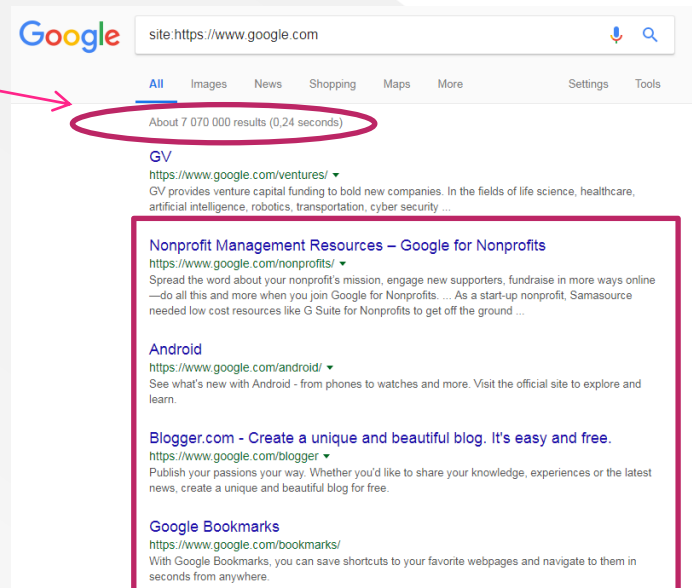 Google
site:https://www.google.com
All Images News Shopping Maps More Settings Tools
About 7 070 000 results (0,24 seconds)
GV
https://www.google.com/ventures/
GV provides venture capital funding to bold new companies. In the fields of life science, healthcare,
artificial intelligence, robotics, transportation, cyber security ...
Nonprofit Management Resources – Google for Nonprofits
https://www.google.com/nonprofits/
Spread the word about your nonprofit's mission, engage new supporters, fundraise in more ways online
—do all this and more when you join Google for Nonprofits. ... As a start-up nonprofit, Samasource
needed low cost resources like G Suite for Nonprofits to get off the ground ...
Android
https://www.google.com/android/
See what's new with Android - from phones to watches and more. Visit the official site to explore and
learn.
Blogger.com - Create a unique and beautiful blog. It's easy and free.
https://www.google.com/blogger
Publish your passions your way. Whether you'd like to share your knowledge, experiences or the latest
news, create a unique and beautiful blog for free.
Google Bookmarks
https://www.google.com/bookmarks/
With Google Bookmarks, you can save shortcuts to your favorite webpages and navigate to them in
seconds from anywhere.